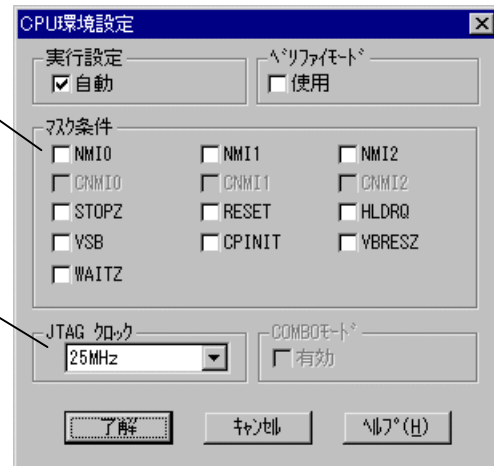 CPU環境設定
実行設定
自動
ﾍﾞﾘﾌｧｲﾓｰﾄﾞ
使用
ﾏｽｸ条件
NMI0 NMI1 NMI2
CNMI0 CNMI1 CNMI2
STOPZ RESET HLDRQ
VSB CPINIT VBRESZ
WAITZ
JTAG ｸﾛｯｸ
25MHz
COMBOﾓｰﾄﾞ
有効
了解 ｷｬﾝｾﾙ ﾍﾙﾌﾟ(H)